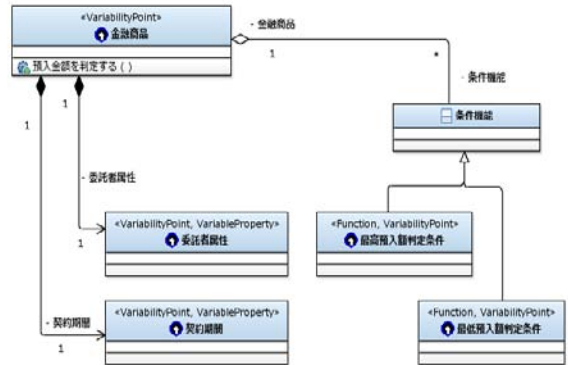 «VariabilityPoint»
金融商品
預入金額を判定する ( )
- 金融商品
1
*
- 条件機能
条件機能
1
1
- 委託者属性
1
«VariabilityPoint, VariableProperty»
委託者属性
«Function, VariabilityPoint»
最高預入額判定条件
- 契約期間
1
«VariabilityPoint, VariableProperty»
契約期間
«Function, VariabilityPoint»
最低預入額判定条件